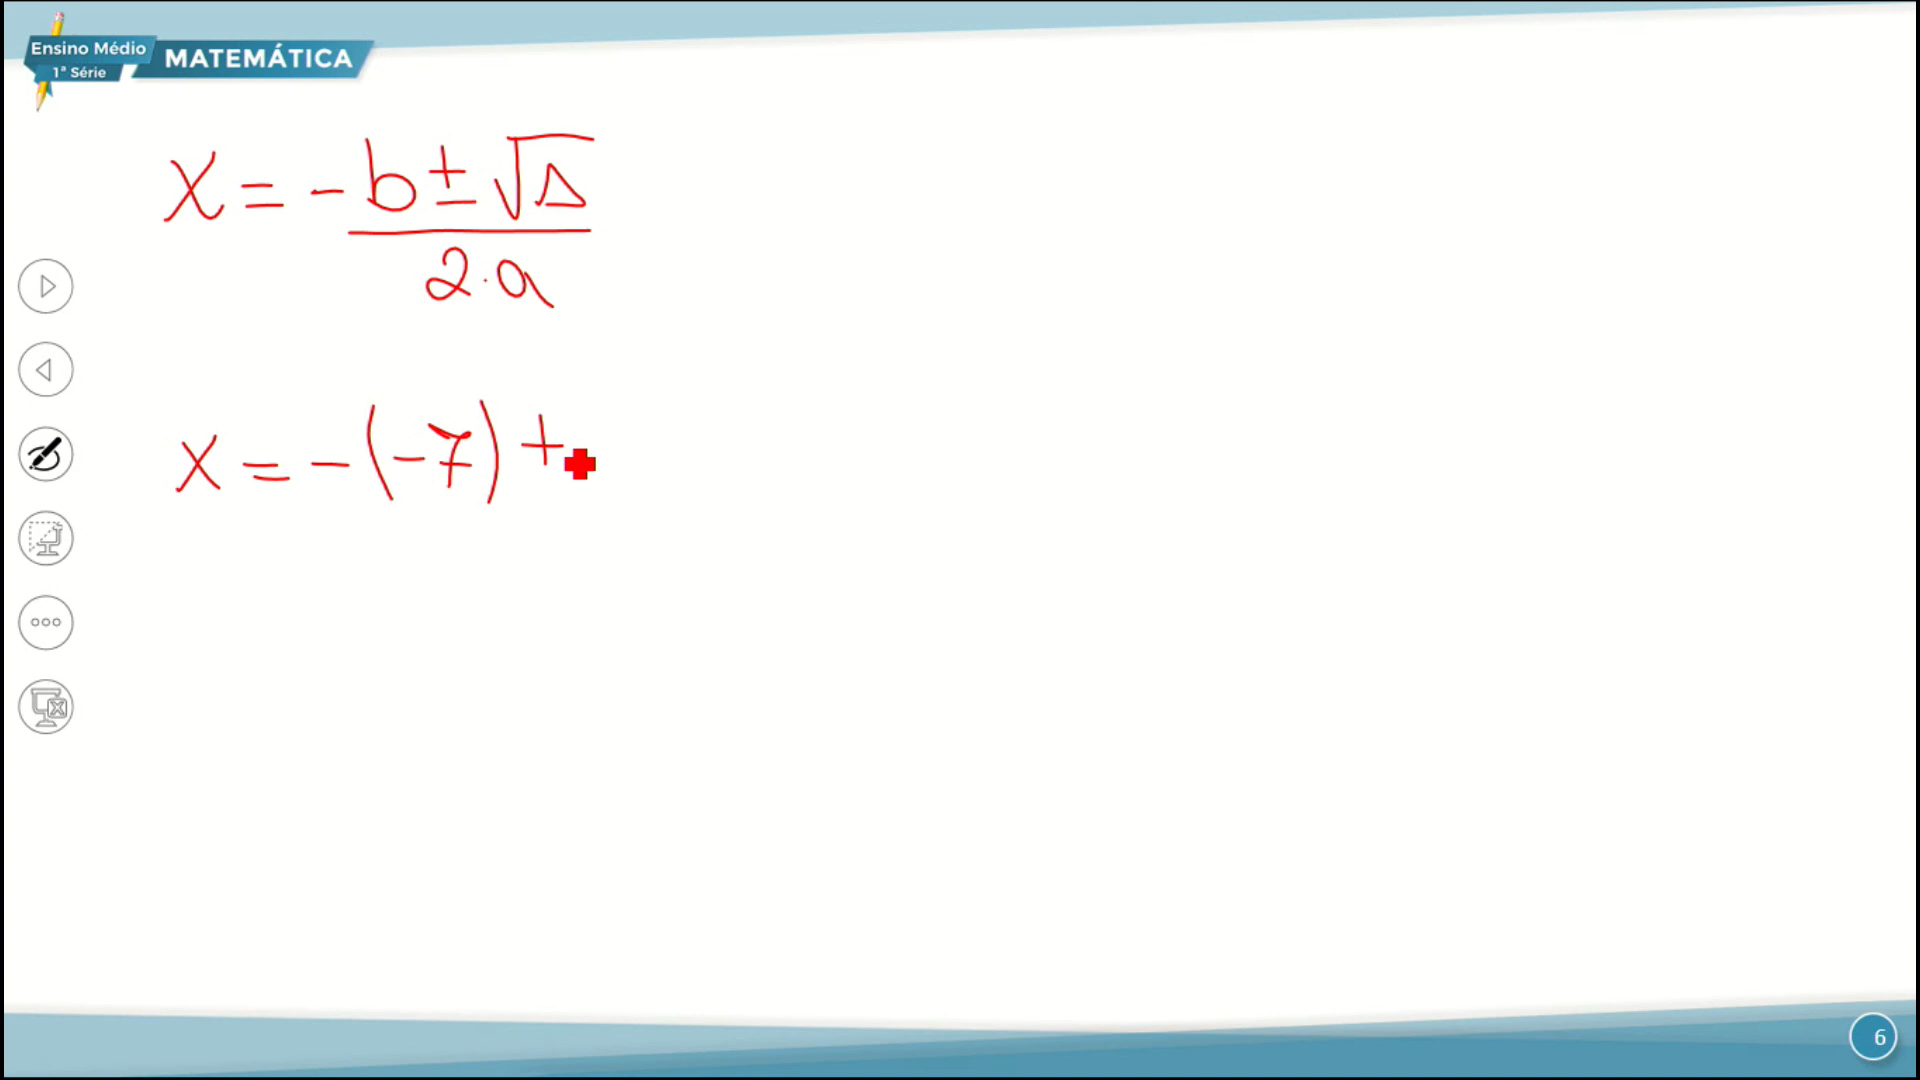 Ensino Médio
1ª Série
MATEMÁTICA
x = - b ± √Δ
2·a
x = - (-7) +
6